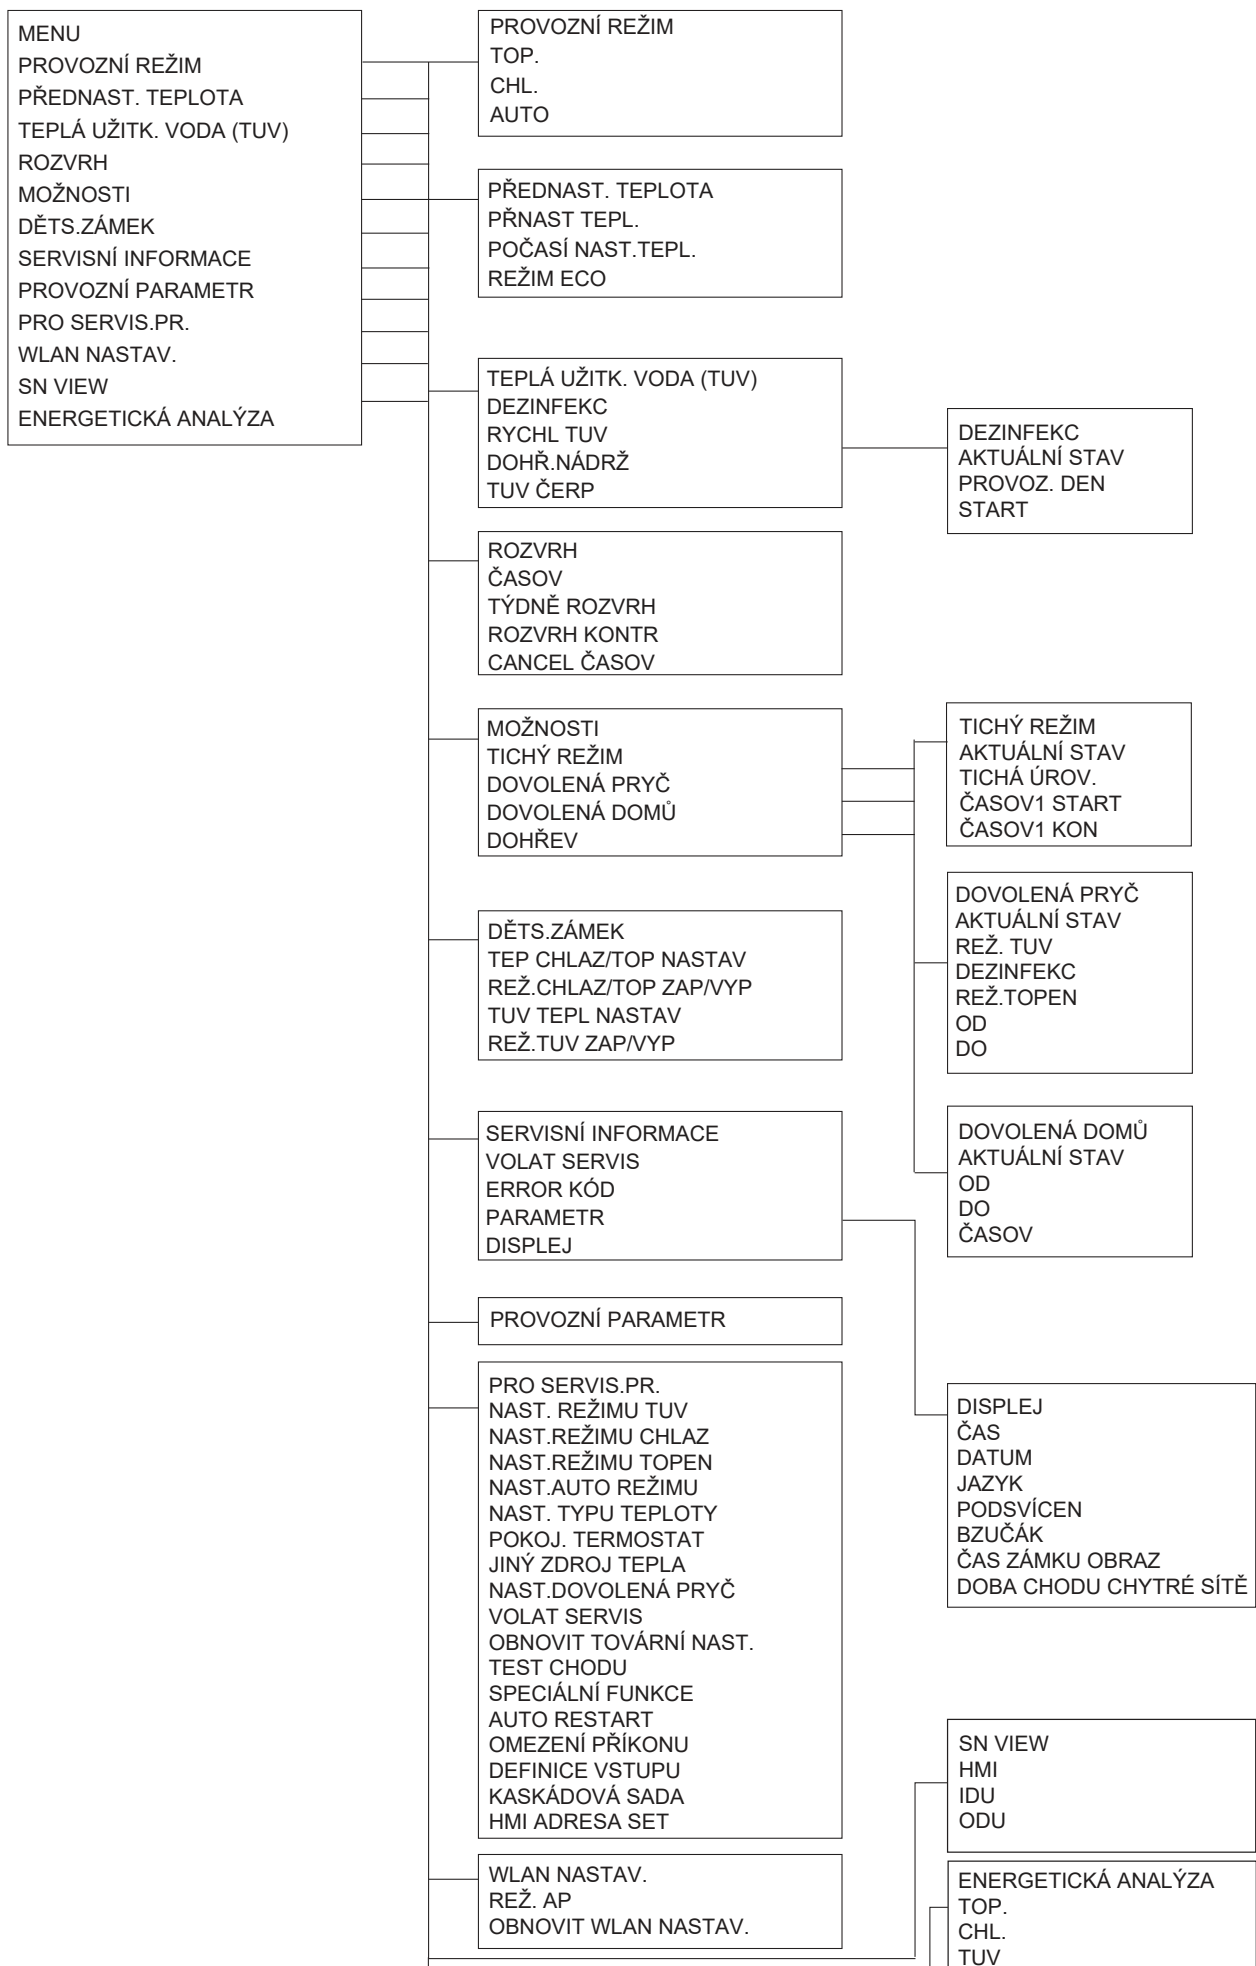 MENU
PROVOZNÍ REŽIM
PŘEDNAST. TEPLOTA
TEPLÁ UŽITK. VODA (TUV)
ROZVRH
MOŽNOSTI
DĚTS.ZÁMEK
SERVISNÍ INFORMACE
PROVOZNÍ PARAMETR
PRO SERVIS.PR.
WLAN NASTAV.
SN VIEW
ENERGETICKÁ ANALÝZA
PROVOZNÍ REŽIM
TOP.
CHL.
AUTO
PŘEDNAST. TEPLOTA
PŘNAST TEPL.
POČASÍ NAST.TEPL.
REŽIM ECO
TEPLÁ UŽITK. VODA (TUV)
DEZINFEKC
RYCHL TUV
DOHŘ.NÁDRŽ
TUV ČERP
DEZINFEKC
AKTUÁLNÍ STAV
PROVOZ. DEN
START
ROZVRH
ČASOV
TÝDNĚ ROZVRH
ROZVRH KONTR
CANCEL ČASOV
MOŽNOSTI
TICHÝ REŽIM
DOVOLENÁ PRYČ
DOVOLENÁ DOMŮ
DOHŘEV
TICHÝ REŽIM
AKTUÁLNÍ STAV
TICHÁ ÚROV.
ČASOV1 START
ČASOV1 KON
DOVOLENÁ PRYČ
AKTUÁLNÍ STAV
REŽ. TUV
DEZINFEKC
REŽ.TOPEN
OD
DO
DOVOLENÁ DOMŮ
AKTUÁLNÍ STAV
OD
DO
ČASOV
DĚTS.ZÁMEK
TEP CHLAZ/TOP NASTAV
REŽ.CHLAZ/TOP ZAP/VYP
TUV TEPL NASTAV
REŽ.TUV ZAP/VYP
SERVISNÍ INFORMACE
VOLAT SERVIS
ERROR KÓD
PARAMETR
DISPLEJ
DISPLEJ
ČAS
DATUM
JAZYK
PODSVÍCEN
BZUČÁK
ČAS ZÁMKU OBRAZ
DOBA CHODU CHYTRÉ SÍTĚ
PROVOZNÍ PARAMETR
PRO SERVIS.PR.
NAST. REŽIMU TUV
NAST.REŽIMU CHLAZ
NAST.REŽIMU TOPEN
NAST.AUTO REŽIMU
NAST. TYPU TEPLOTY
POKOJ. TERMOSTAT
JINÝ ZDROJ TEPLA
NAST.DOVOLENÁ PRYČ
VOLAT SERVIS
OBNOVIT TOVÁRNÍ NAST.
TEST CHODU
SPECIÁLNÍ FUNKCE
AUTO RESTART
OMEZENÍ PŘÍKONU
DEFINICE VSTUPU
KASKÁDOVÁ SADA
HMI ADRESA SET
WLAN NASTAV.
REŽ. AP
OBNOVIT WLAN NASTAV.
SN VIEW
HMI
IDU
ODU
ENERGETICKÁ ANALÝZA
TOP.
CHL.
TUV